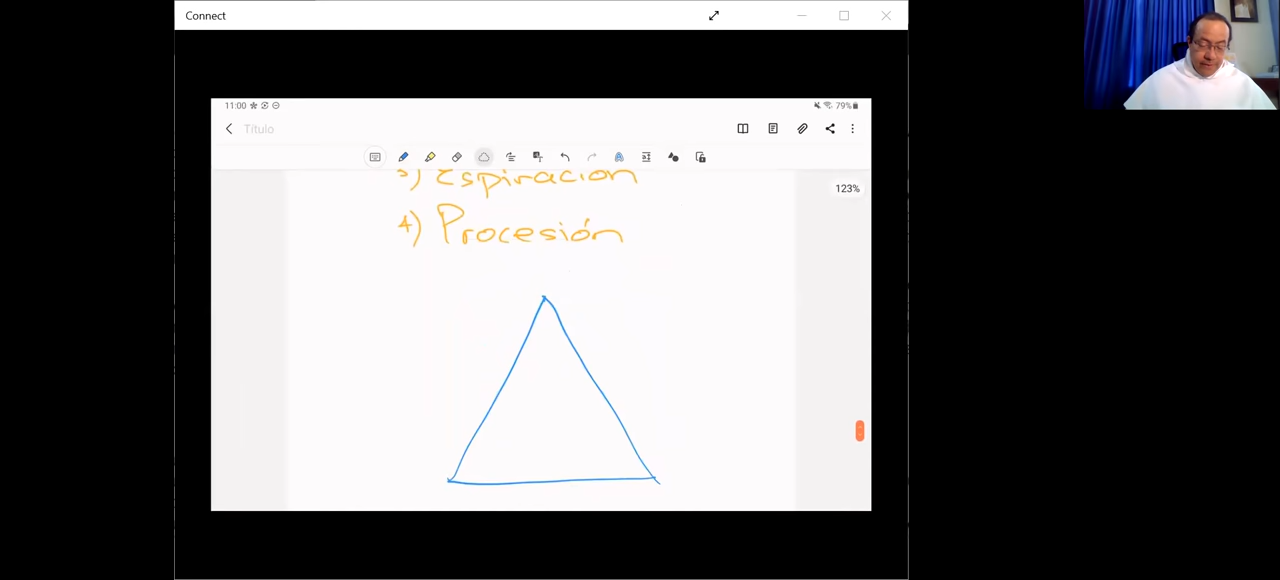 Connect
11:00 79%
Título
123%
3) Espiración
4) Procesión